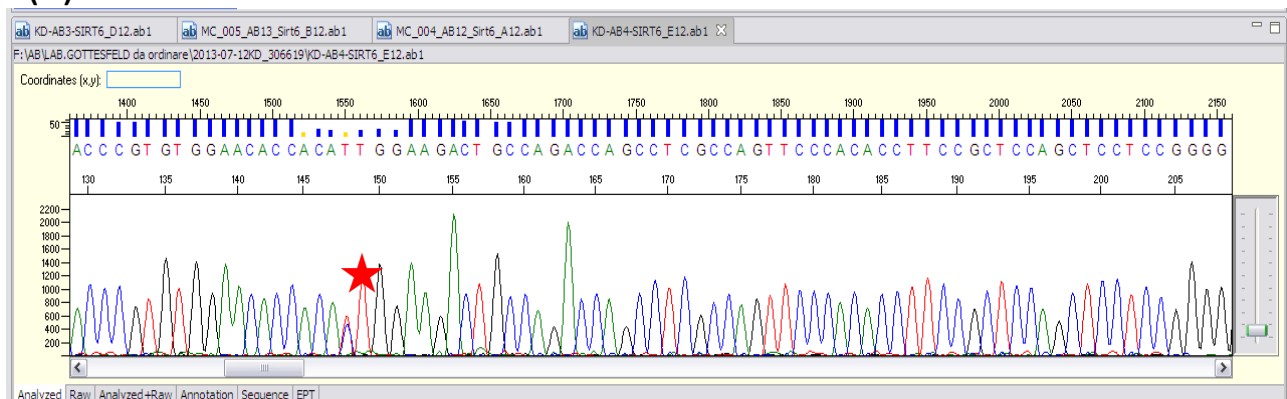 KD-AB3-SIRT6_D12.ab1 MC_005_AB13_Sirt6_B12.ab1 MC_004_AB12_Sirt6_A12.ab1 KD-AB4-SIRT6_E12.ab1
F:\AB\LAB.GOTTESFELD da ordinare\2013-07-12KD_306619\KD-AB4-SIRT6_E12.ab1
Coordinates (x,y):
1400 1450 1500 1550 1600 1650 1700 1750 1800 1850 1900 1950 2000 2050 2100 2150
50
ACCCGTGTGGAACACCACATTGGAAGACTGCCAGACCAGCCTCGCCAGTTCCCACACCTTCCGCTCCAGCTCCTCCGGGG
130 135 140 145 150 155 160 165 170 175 180 185 190 195 200 205
2200
2000
1800
1600
1400
1200
1000
800
600
400
200
Analyzed Raw Analyzed+Raw Annotation Sequence EPT